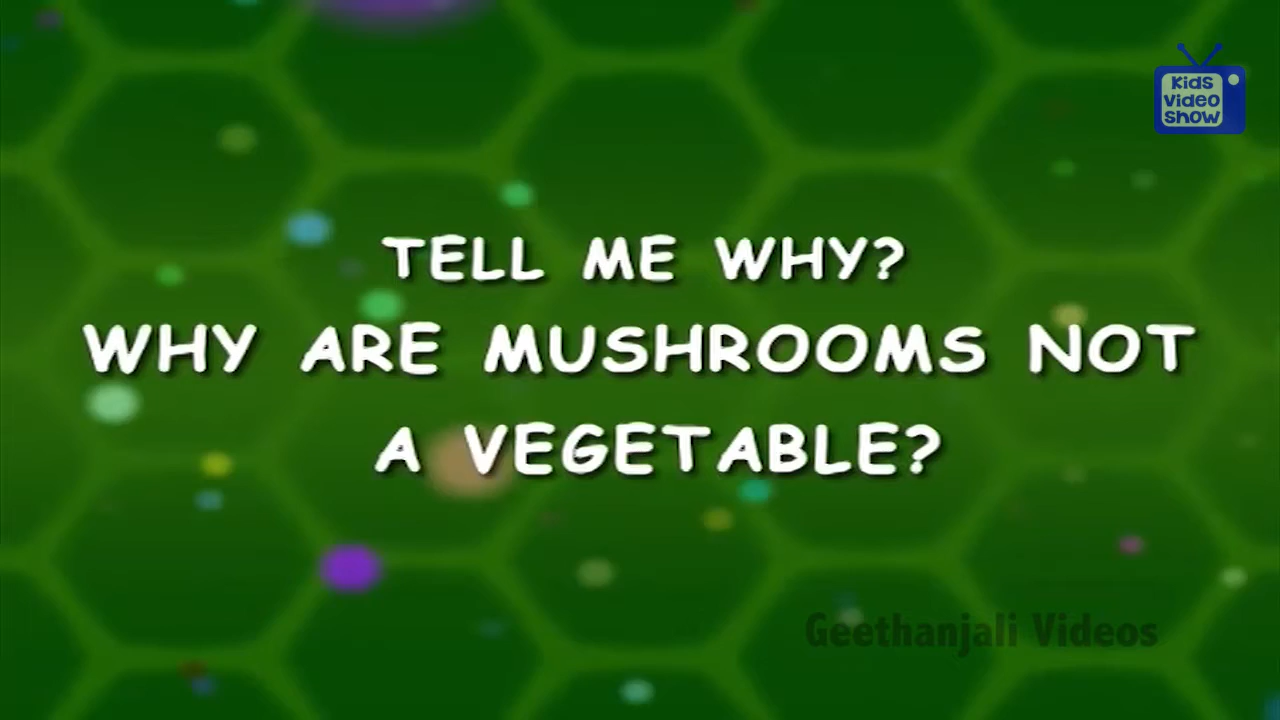 Kids
Video
Show
TELL ME WHY?
WHY ARE MUSHROOMS NOT
A VEGETABLE?
Geethanjali Videos